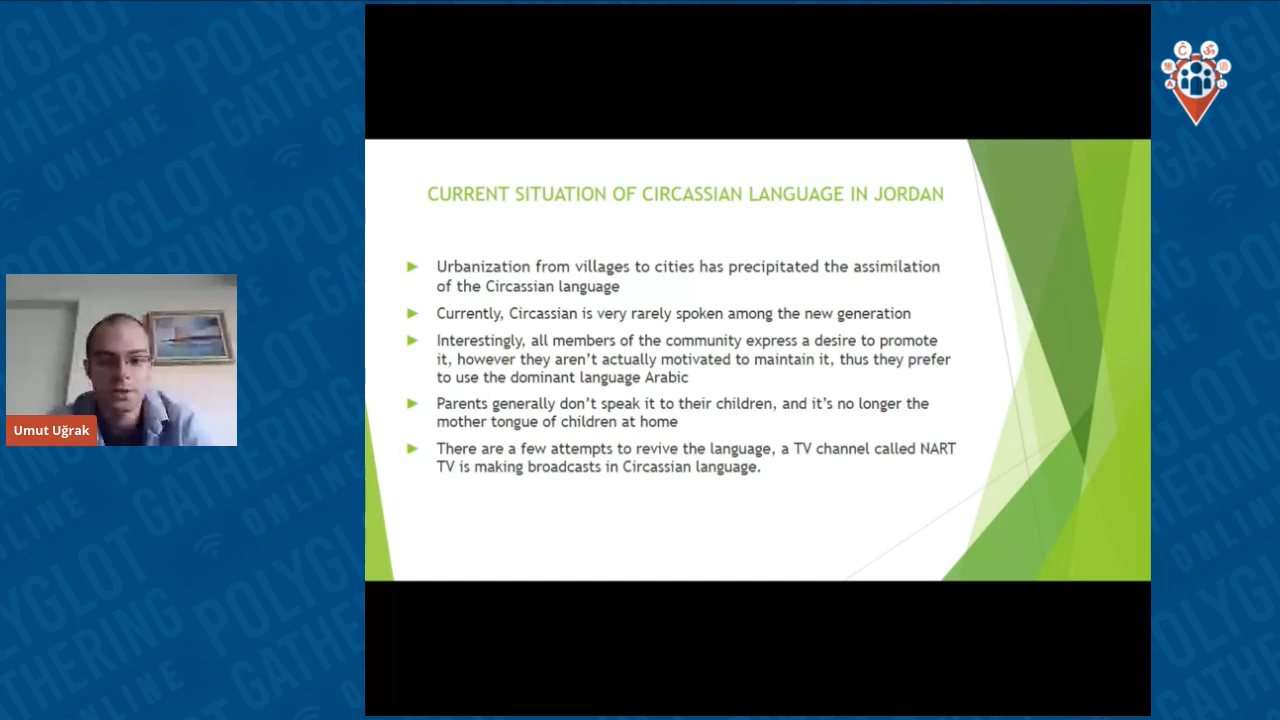 CURRENT SITUATION OF CIRCASSIAN LANGUAGE IN JORDAN
Urbanization from villages to cities has precipitated the assimilation
of the Circassian language
Currently, Circassian is very rarely spoken among the new generation
Interestingly, all members of the community express a desire to promote
it, however they aren't actually motivated to maintain it, thus they prefer
to use the dominant language Arabic
Parents generally don't speak it to their children, and it's no longer the
mother tongue of children at home
There are a few attempts to revive the language, a TV channel called NART
TV is making broadcasts in Circassian language.
Umut Uğrak
POLYGLOT
GATHERING
ONLINE